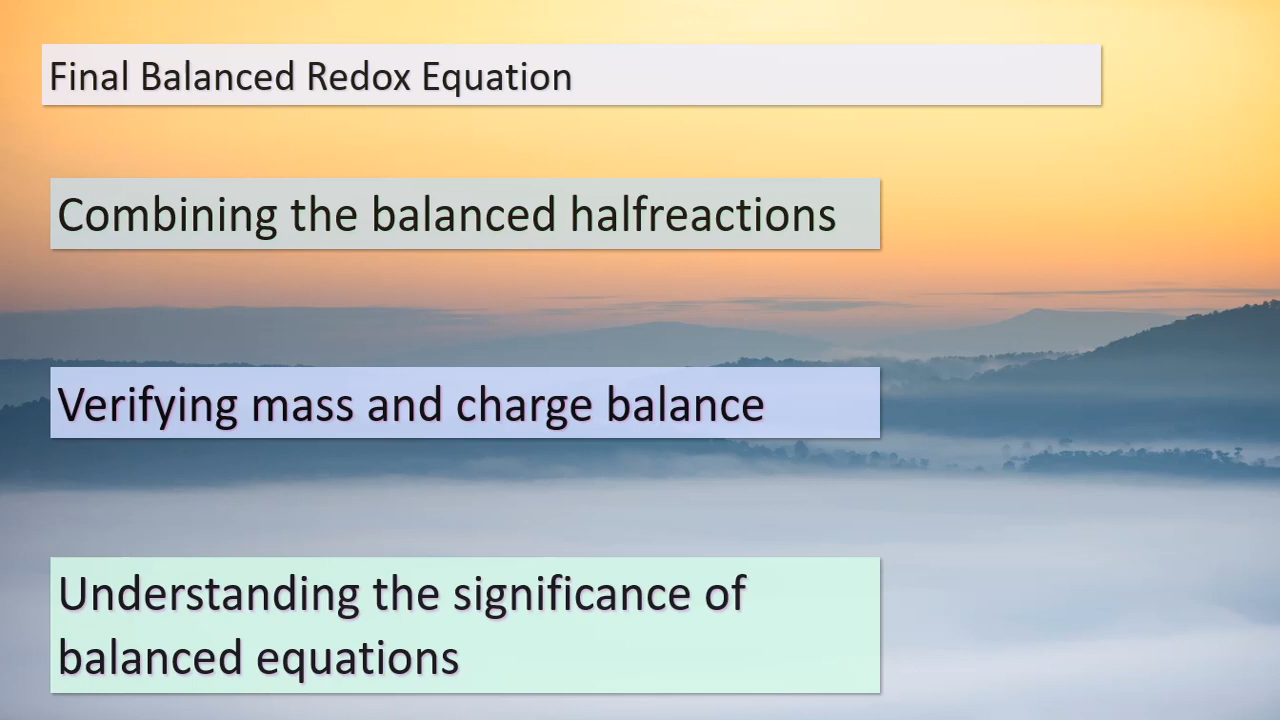 Final Balanced Redox Equation
Combining the balanced halfreactions
Verifying mass and charge balance
Understanding the significance of
balanced equations